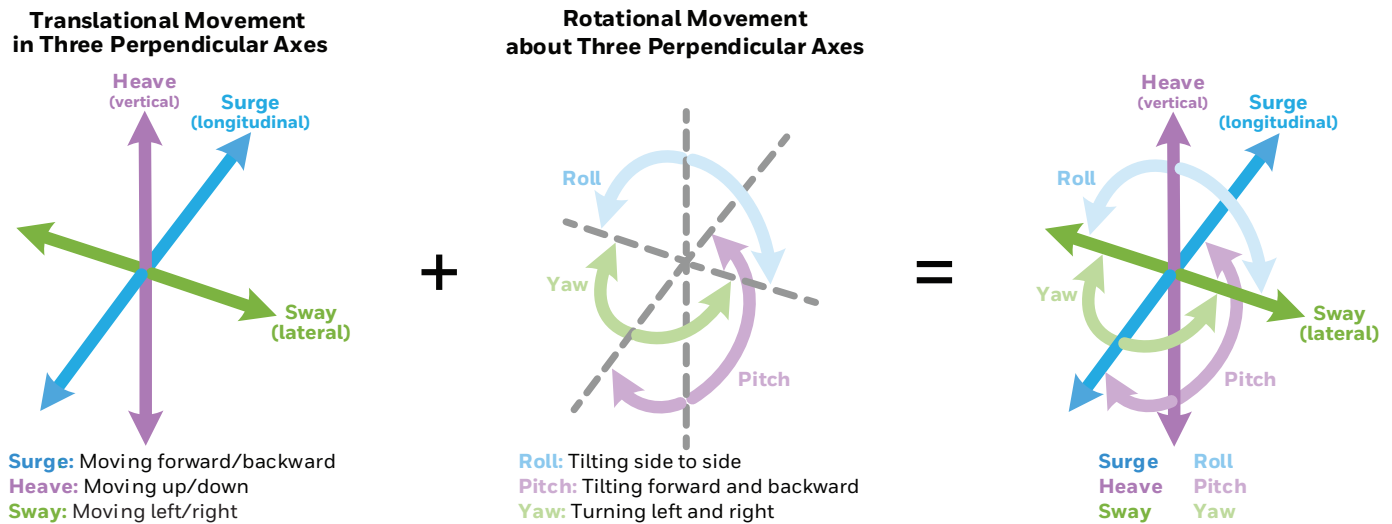 Translational Movement
in Three Perpendicular Axes
Heave
(vertical)
Surge
(longitudinal)
Sway
(lateral)
Surge: Moving forward/backward
Heave: Moving up/down
Sway: Moving left/right
+
Rotational Movement
about Three Perpendicular Axes
Roll
Yaw
Pitch
Roll: Tilting side to side
Pitch: Tilting forward and backward
Yaw: Turning left and right
=
Heave
(vertical)
Surge
(longitudinal)
Roll
Yaw
Sway
(lateral)
Pitch
Surge Roll
Heave Pitch
Sway Yaw